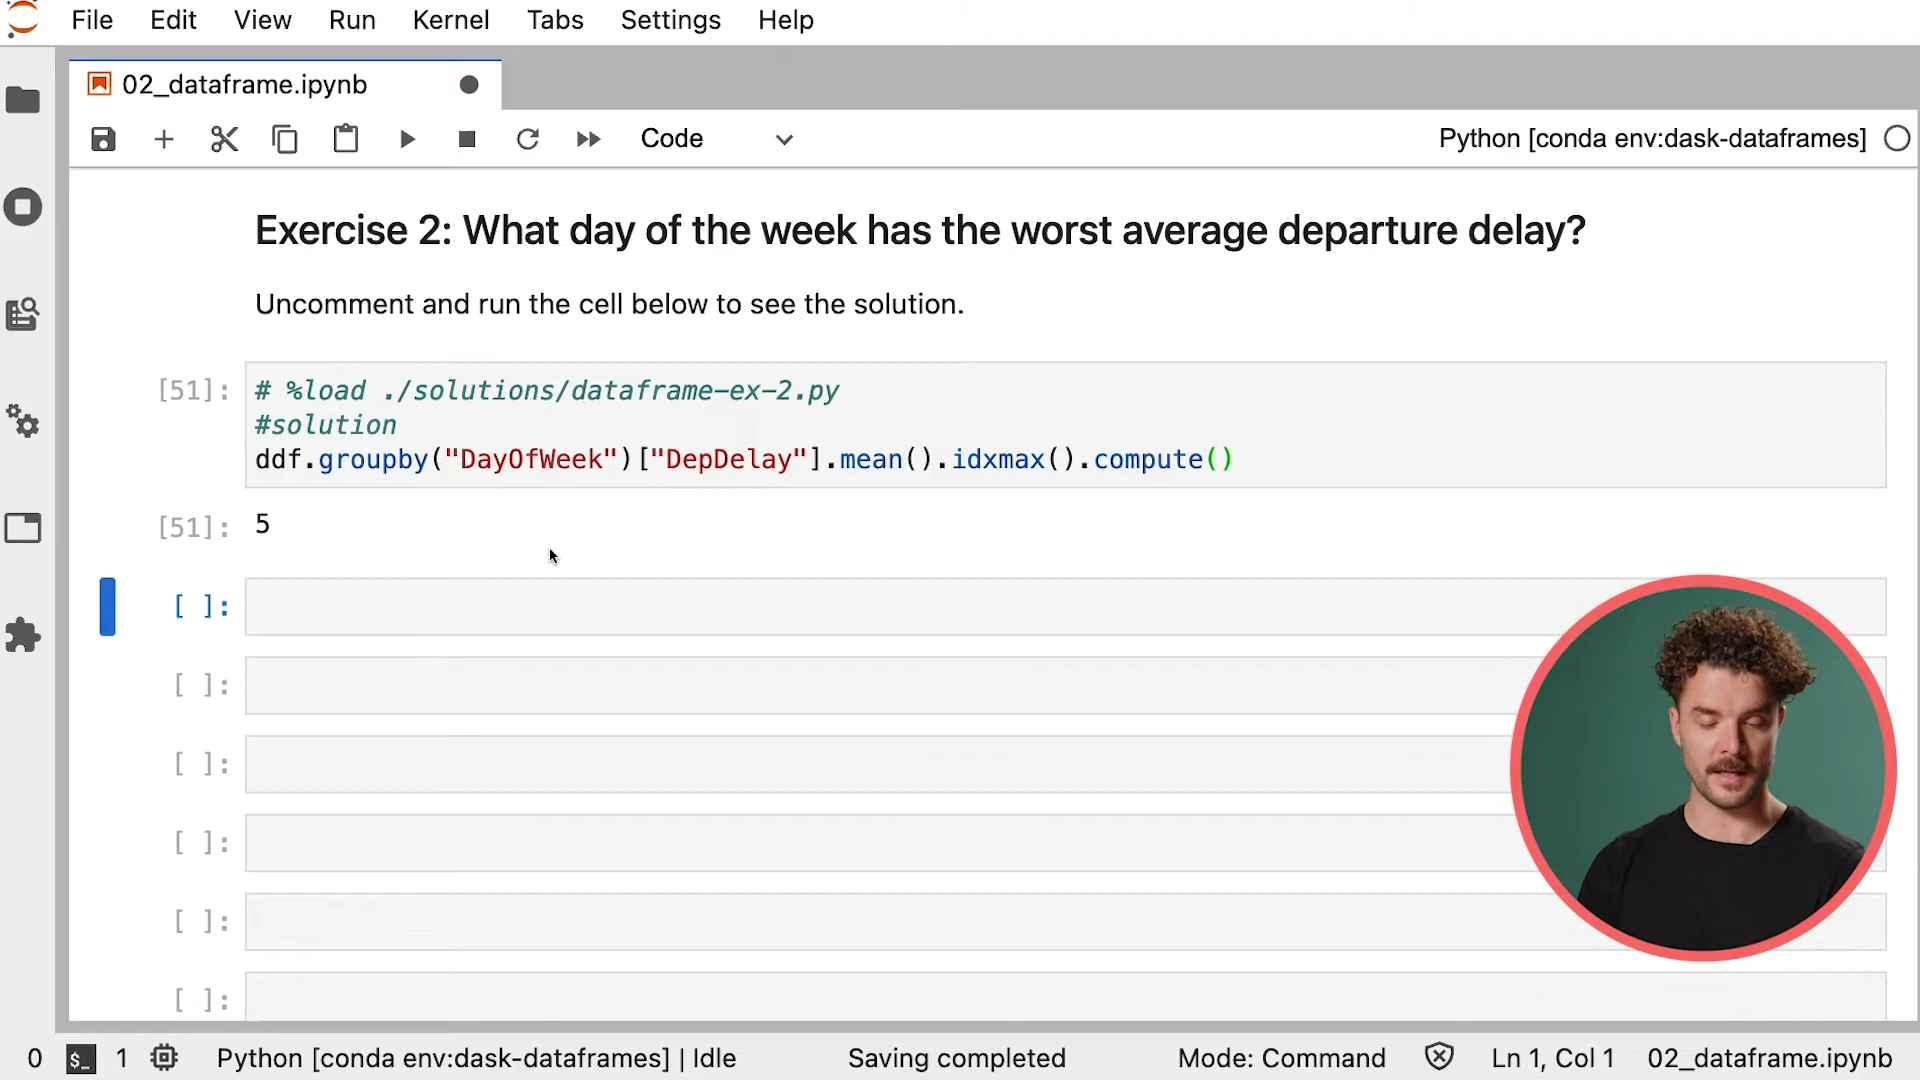 File Edit View Run Kernel Tabs Settings Help
02_dataframe.ipynb
Code
Python [conda env:dask-dataframes]
Exercise 2: What day of the week has the worst average departure delay?
Uncomment and run the cell below to see the solution.
[51]:
# %load ./solutions/dataframe-ex-2.py
#solution
ddf.groupby("DayOfWeek")["DepDelay"].mean().idxmax().compute()
[51]: 5
[ ]:
[ ]:
[ ]:
[ ]:
[ ]:
[ ]:
0 $_ 1 Python [conda env:dask-dataframes] | Idle Saving completed Mode: Command Ln 1, Col 1 02_dataframe.ipynb